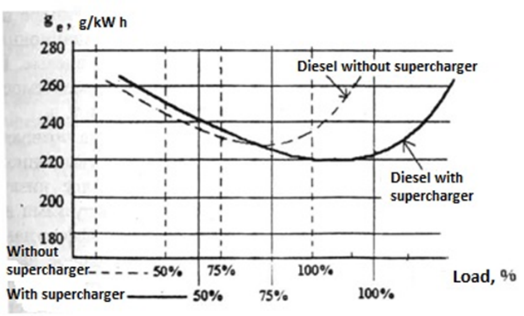 gₑ, g/kW h
280
260
240
220
200
180
Diesel without supercharger
Diesel with
supercharger
Without
supercharger
50% 75% 100%
Load, %
With supercharger
50% 75% 100%